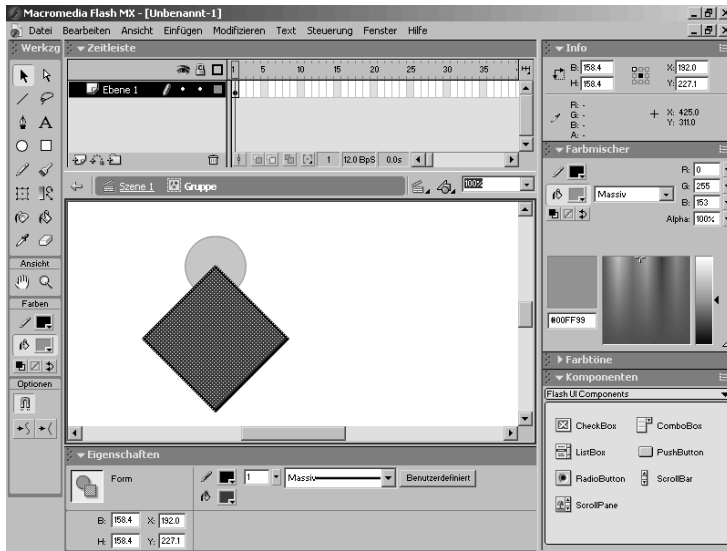 Macromedia Flash MX - [Unbenannt-1]
Datei Bearbeiten Ansicht Einfügen Modifizieren Text Steuerung Fenster Hilfe
Werkzg
Zeitleiste
1 5 10 15 20 25 30 35
Ebene 1
1 12.0 BpS 0.0s
Szene 1 Gruppe 100%
Ansicht
Farben
Optionen
Eigenschaften
Form
1 Massiv Benutzerdefiniert
B: 158.4 X: 192.0
H: 158.4 Y: 227.1
Info
B: 158.4 X: 192.0
H: 158.4 Y: 227.1
R: -
G: - X: 425.0
B: - Y: 311.0
A: -
Farbmischer
R: 0
Massiv G: 255
B: 153
Alpha: 100%
#00FF99
Farbtöne
Komponenten
Flash UI Components
CheckBox ComboBox
ListBox PushButton
RadioButton ScrollBar
ScrollPane